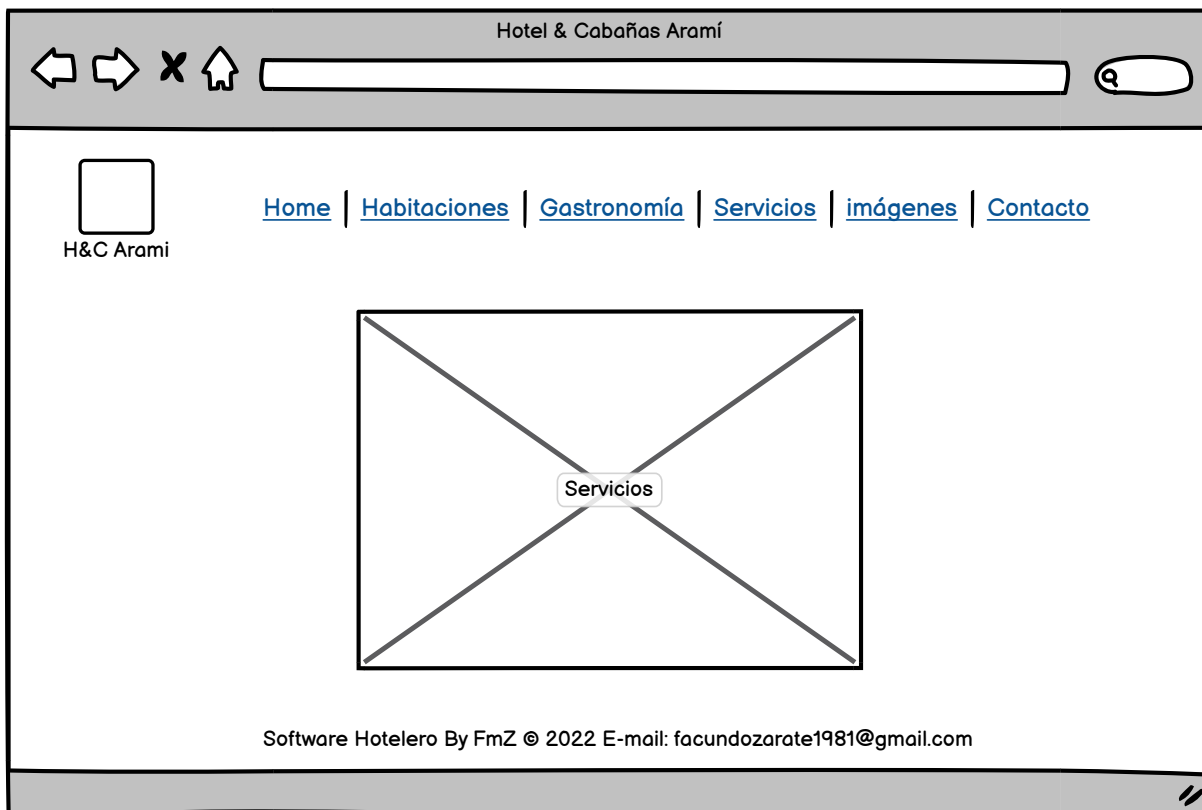 Hotel & Cabañas Aramí
Home | Habitaciones | Gastronomía | Servicios | imágenes | Contacto
H&C Arami
Servicios
Software Hotelero By FmZ © 2022 E-mail: facundozarate1981@gmail.com